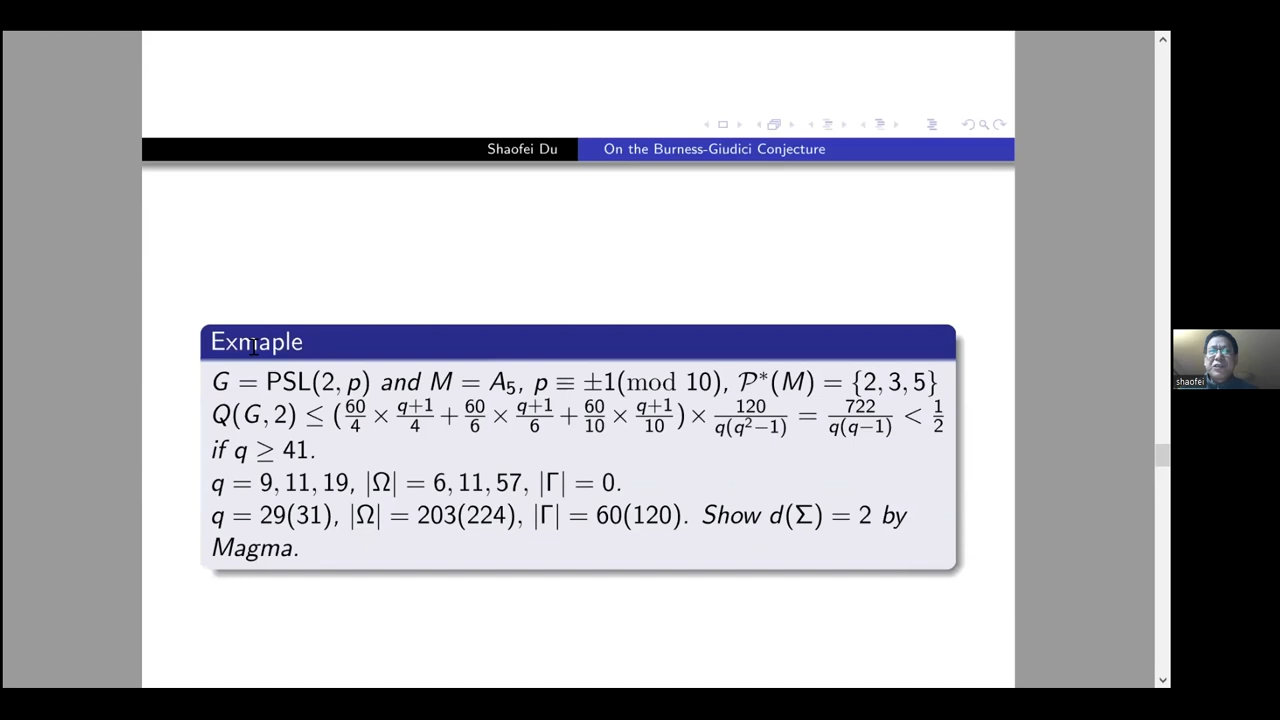 Shaofei Du On the Burness-Giudici Conjecture
Exmaple
G = PSL(2, p) and M = A₅, p ≡ ±1(mod 10), 𝒫*(M) = {2, 3, 5}
Q(G, 2) ≤ (60/4 × (q+1)/4 + 60/6 × (q+1)/6 + 60/10 × (q+1)/10) × 120/(q(q²−1)) = 722/(q(q−1)) < 1/2
if q ≥ 41.
q = 9, 11, 19, |Ω| = 6, 11, 57, |Γ| = 0.
q = 29(31), |Ω| = 203(224), |Γ| = 60(120). Show d(Σ) = 2 by
Magma.
shaofei